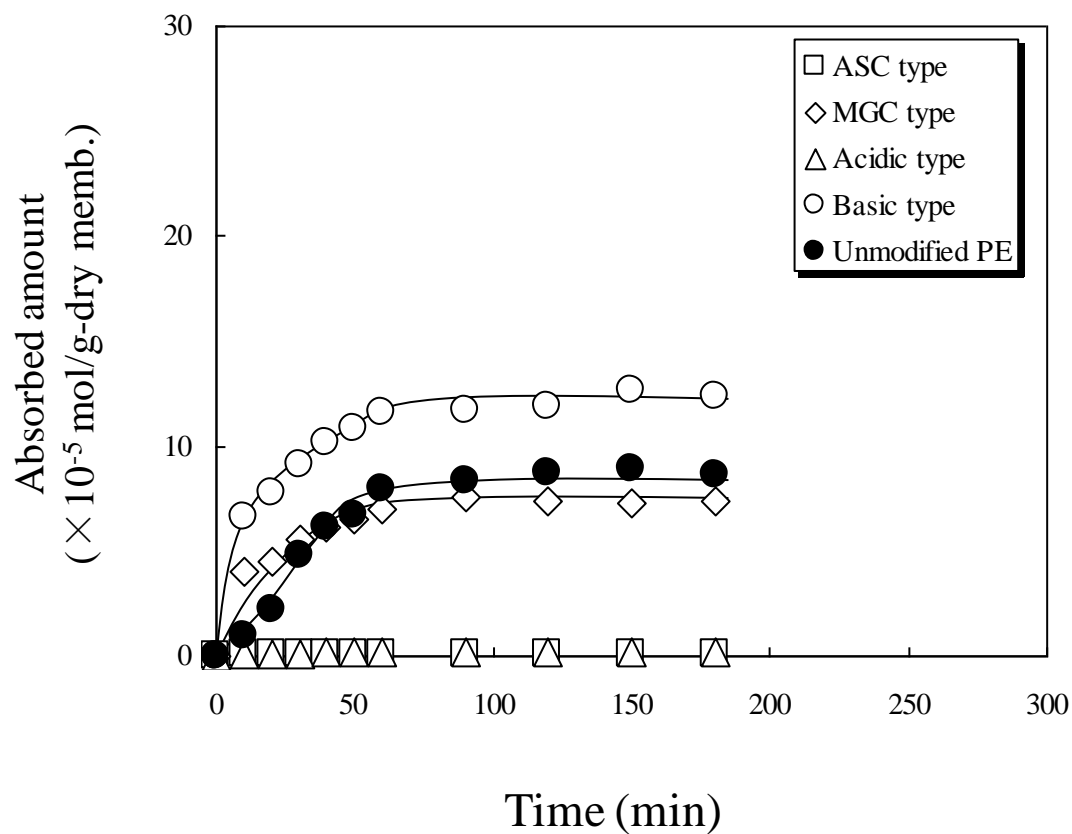 30
20
10
0
0
50
100
150
200
250
300
Absorbed amount
(×10⁻⁵ mol/g-dry memb.)
Time (min)
ASC type
MGC type
Acidic type
Basic type
Unmodified PE